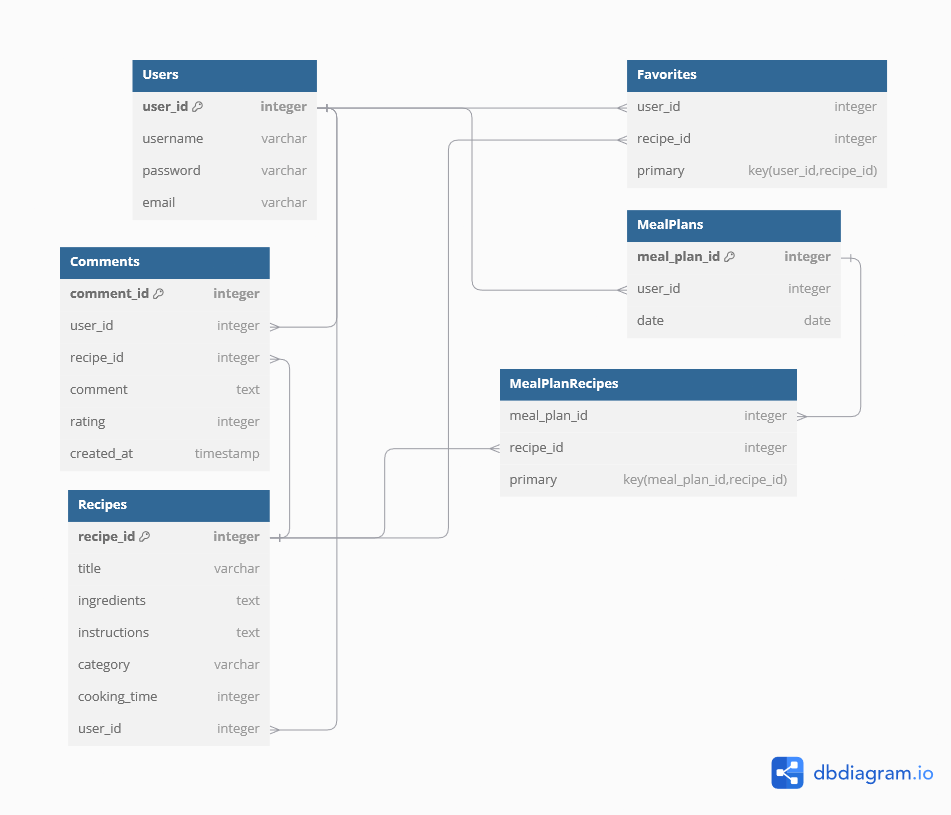 Users
user_id integer
username varchar
password varchar
email varchar
Favorites
user_id integer
recipe_id integer
primary key(user_id,recipe_id)
MealPlans
meal_plan_id integer
user_id integer
date date
Comments
comment_id integer
user_id integer
recipe_id integer
comment text
rating integer
created_at timestamp
MealPlanRecipes
meal_plan_id integer
recipe_id integer
primary key(meal_plan_id,recipe_id)
Recipes
recipe_id integer
title varchar
ingredients text
instructions text
category varchar
cooking_time integer
user_id integer
dbdiagram.io